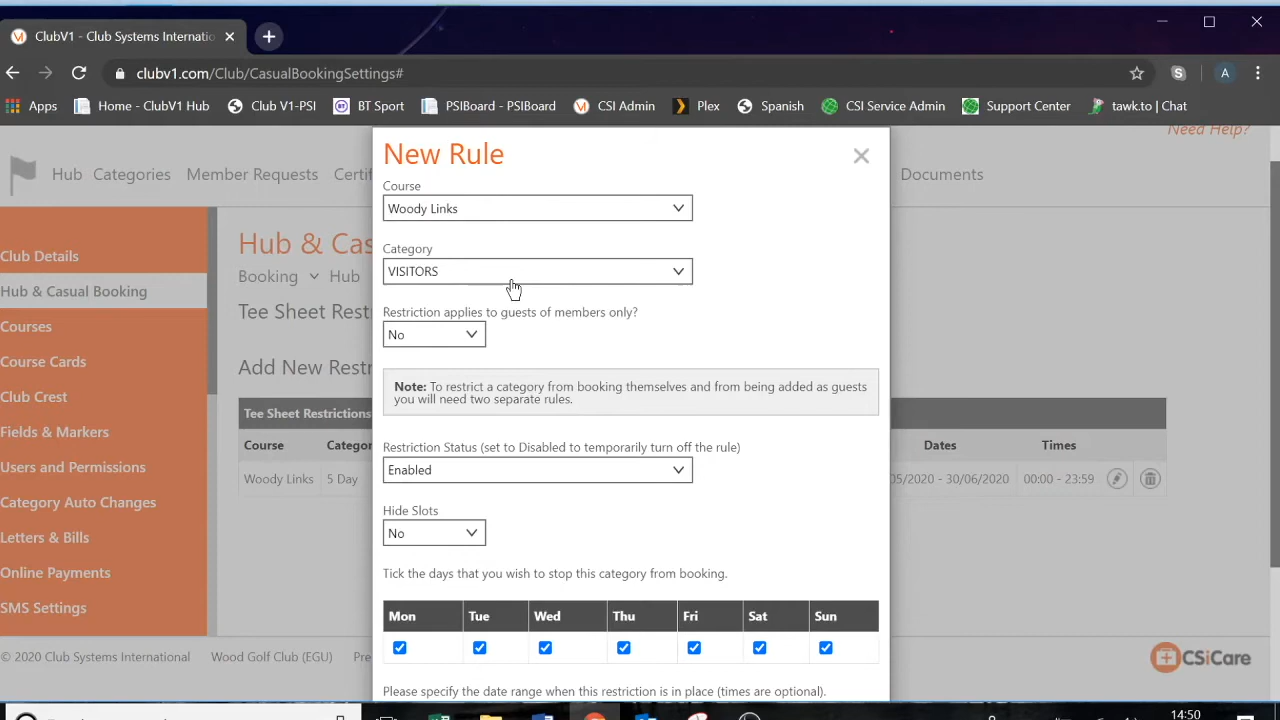 ClubV1 - Club Systems Internatio
clubv1.com/Club/CasualBookingSettings#
A
Apps
Home - ClubV1 Hub
Club V1-PSI
BT Sport
PSIBoard - PSIBoard
CSI Admin
Plex
Spanish
CSI Service Admin
Support Center
tawk.to | Chat
Need Help?
Hub
Categories
Member Requests
Certi
Documents
Club Details
Hub & Casual Booking
Courses
Course Cards
Club Crest
Fields & Markers
Users and Permissions
Category Auto Changes
Letters & Bills
Online Payments
SMS Settings
Hub & Cas
Booking
Hub
Tee Sheet Rest
Add New Restr
Tee Sheet Restrictions
Course
Categor
Dates
Times
Woody Links
5 Day
05/2020 - 30/06/2020
00:00 - 23:59
New Rule
Course
Woody Links
Category
VISITORS
Restriction applies to guests of members only?
No
Note: To restrict a category from booking themselves and from being added as guests
you will need two separate rules.
Restriction Status (set to Disabled to temporarily turn off the rule)
Enabled
Hide Slots
No
Tick the days that you wish to stop this category from booking.
Mon Tue Wed Thu Fri Sat Sun
Please specify the date range when this restriction is in place (times are optional).
© 2020 Club Systems International
Wood Golf Club (EGU)
Pre
CSiCare
14:50